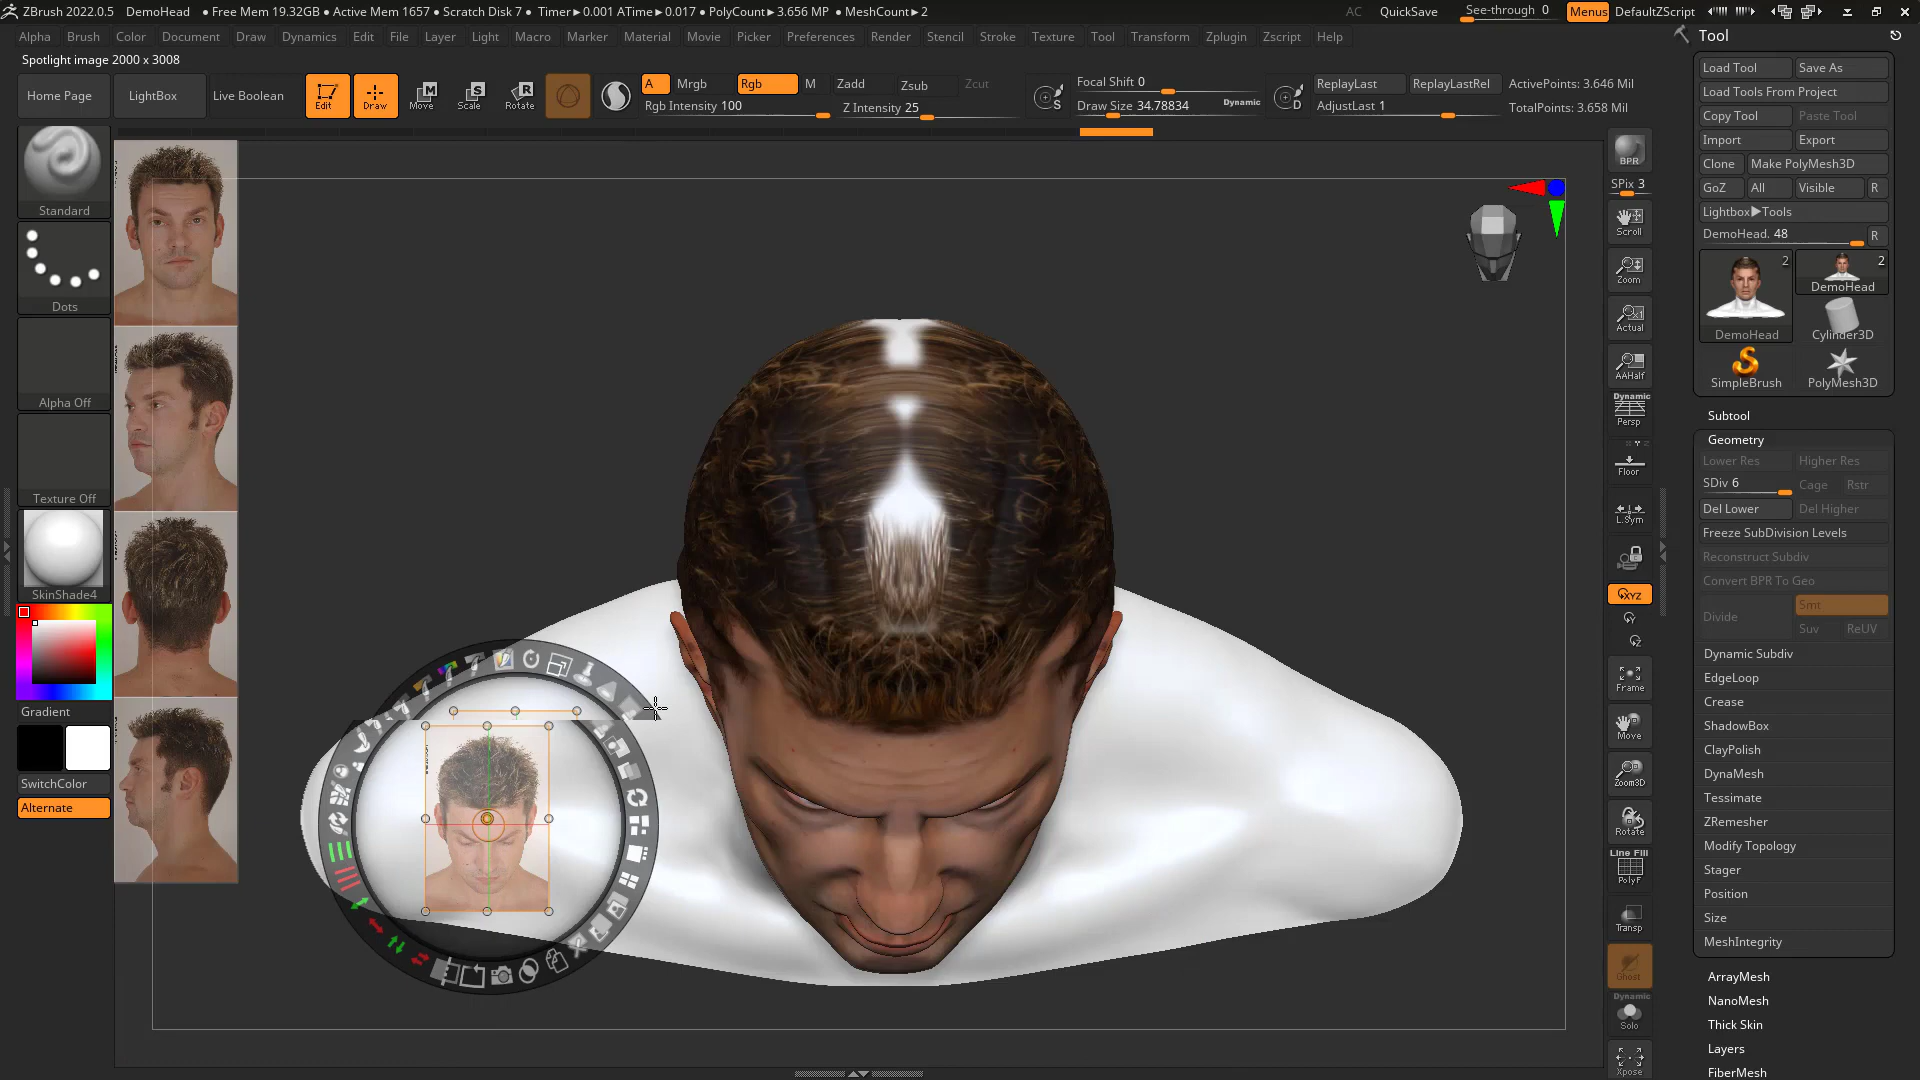 ZBrush 2022.0.5 DemoHead ● Free Mem 19.32GB ● Active Mem 1657 ● Scratch Disk 7 ● Timer►0.001 ATime►0.017 ● PolyCount►3.656 MP ● MeshCount►2
AC QuickSave See-through 0 Menus DefaultZScript
Alpha Brush Color Document Draw Dynamics Edit File Layer Light Macro Marker Material Movie Picker Preferences Render Stencil Stroke Texture Tool Transform Zplugin Zscript Help
Tool
Spotlight image 2000 x 3008
Home Page
LightBox
Live Boolean
Edit
Draw
Move
Scale
Rotate
A Mrgb Rgb M Zadd Zsub Zcut
Rgb Intensity 100
Z Intensity 25
S
Focal Shift 0
Draw Size 34.78834 Dynamic
D
ReplayLast ReplayLastRel
AdjustLast 1
ActivePoints: 3.646 Mil
TotalPoints: 3.658 Mil
Standard
Dots
Alpha Off
Texture Off
SkinShade4
Gradient
SwitchColor
Alternate
BPR
SPix 3
Scroll
Zoom
Actual
AAHalf
Dynamic
Persp
Floor
L.Sym
XYZ
Frame
Move
Zoom3D
Rotate
Line Fill
PolyF
Transp
Ghost
Dynamic
Solo
Xpose
Load Tool Save As
Load Tools From Project
Copy Tool Paste Tool
Import Export
Clone Make PolyMesh3D
GoZ All Visible R
Lightbox►Tools
DemoHead. 48 R
2
2
DemoHead
DemoHead
Cylinder3D
SimpleBrush
PolyMesh3D
Subtool
Geometry
Lower Res Higher Res
SDiv 6 Cage Rstr
Del Lower Del Higher
Freeze SubDivision Levels
Reconstruct Subdiv
Convert BPR To Geo
Divide Smt
Suv ReUV
Dynamic Subdiv
EdgeLoop
Crease
ShadowBox
ClayPolish
DynaMesh
Tessimate
ZRemesher
Modify Topology
Stager
Position
Size
MeshIntegrity
ArrayMesh
NanoMesh
Thick Skin
Layers
FiberMesh